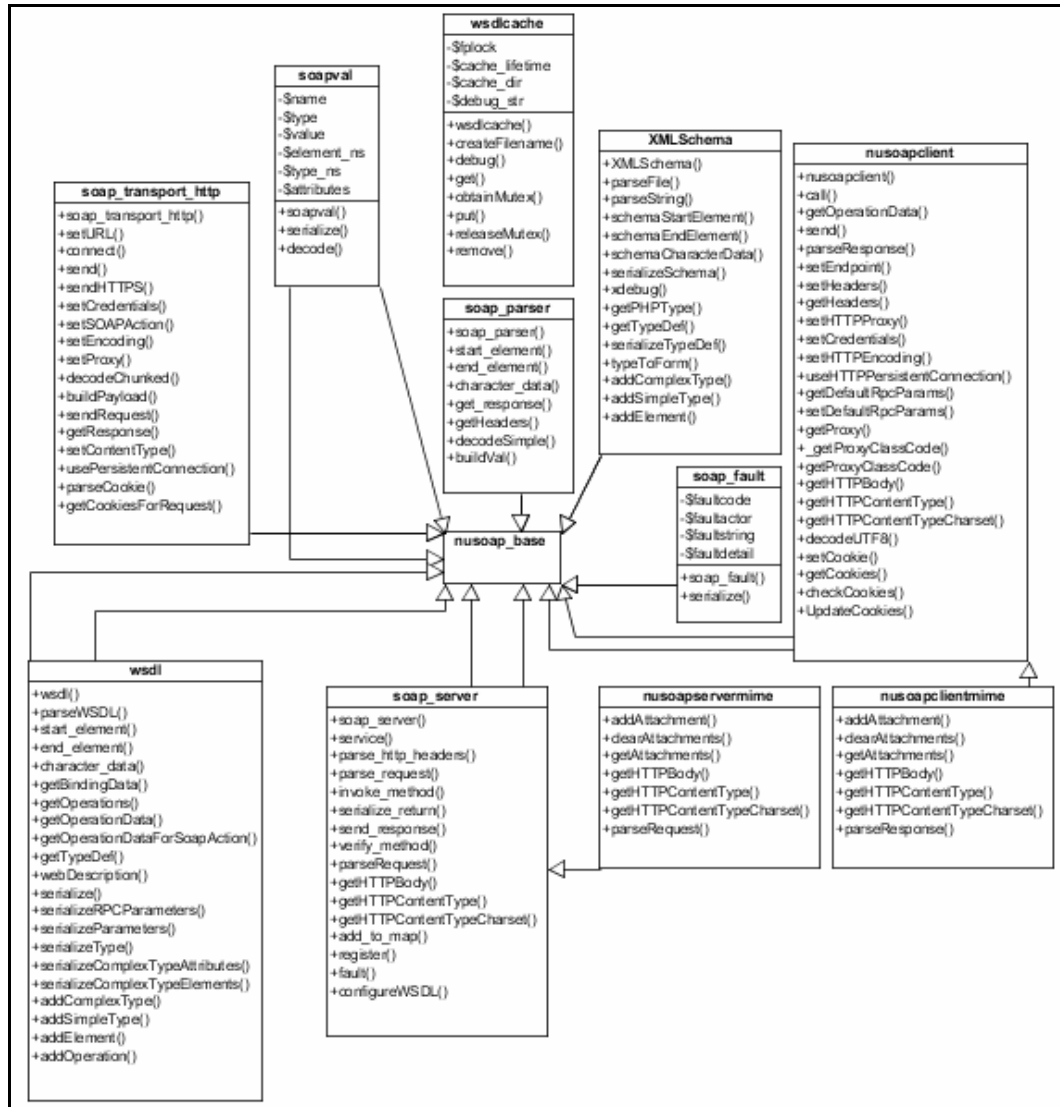 wsdlcache
-$fplock
-$cache_lifetime
-$cache_dir
-$debug_str
+wsdlcache()
+createFilename()
+debug()
+get()
+obtainMutex()
+put()
+releaseMutex()
+remove()
soapval
-$name
-$type
-$value
-$element_ns
-$type_ns
-$attributes
+soapval()
+serialize()
+decode()
XMLSchema
+XMLSchema()
+parseFile()
+parseString()
+schemaStartElement()
+schemaEndElement()
+schemaCharacterData()
+serializeSchema()
+xdebug()
+getPHPType()
+getTypeDef()
+serializeTypeDef()
+typeToForm()
+addComplexType()
+addSimpleType()
+addElement()
nusoapclient
+nusoapclient()
+call()
+getOperationData()
+send()
+parseResponse()
+setEndpoint()
+setHeaders()
+getHeaders()
+setHTTPProxy()
+setCredentials()
+setHTTPEncoding()
+useHTTPPersistentConnection()
+getDefaultRpcParams()
+setDefaultRpcParams()
+getProxy()
+_getProxyClassCode()
+getProxyClassCode()
+getHTTPBody()
+getHTTPContentType()
+getHTTPContentTypeCharset()
+decodeUTF8()
+setCookie()
+getCookies()
+checkCookies()
+UpdateCookies()
soap_transport_http
+soap_transport_http()
+setURL()
+connect()
+send()
+sendHTTPS()
+setCredentials()
+setSOAPAction()
+setEncoding()
+setProxy()
+decodeChunked()
+buildPayload()
+sendRequest()
+getResponse()
+setContentType()
+usePersistentConnection()
+parseCookie()
+getCookiesForRequest()
soap_parser
+soap_parser()
+start_element()
+end_element()
+character_data()
+get_response()
+getHeaders()
+decodeSimple()
+buildVal()
soap_fault
-$faultcode
-$faultactor
-$faultstring
-$faultdetail
+soap_fault()
+serialize()
nusoap_base
wsdl
+wsdl()
+parseWSDL()
+start_element()
+end_element()
+character_data()
+getBindingData()
+getOperations()
+getOperationData()
+getOperationDataForSoapAction()
+getTypeDef()
+webDescription()
+serialize()
+serializeRPCParameters()
+serializeParameters()
+serializeType()
+serializeComplexTypeAttributes()
+serializeComplexTypeElements()
+addComplexType()
+addSimpleType()
+addElement()
+addOperation()
soap_server
+soap_server()
+service()
+parse_http_headers()
+parse_request()
+invoke_method()
+serialize_return()
+send_response()
+verify_method()
+parseRequest()
+getHTTPBody()
+getHTTPContentType()
+getHTTPContentTypeCharset()
+add_to_map()
+register()
+fault()
+configureWSDL()
nusoapservermime
+addAttachment()
+clearAttachments()
+getAttachments()
+getHTTPBody()
+getHTTPContentType()
+getHTTPContentTypeCharset()
+parseRequest()
nusoapclientmime
+addAttachment()
+clearAttachments()
+getAttachments()
+getHTTPBody()
+getHTTPContentType()
+getHTTPContentTypeCharset()
+parseResponse()